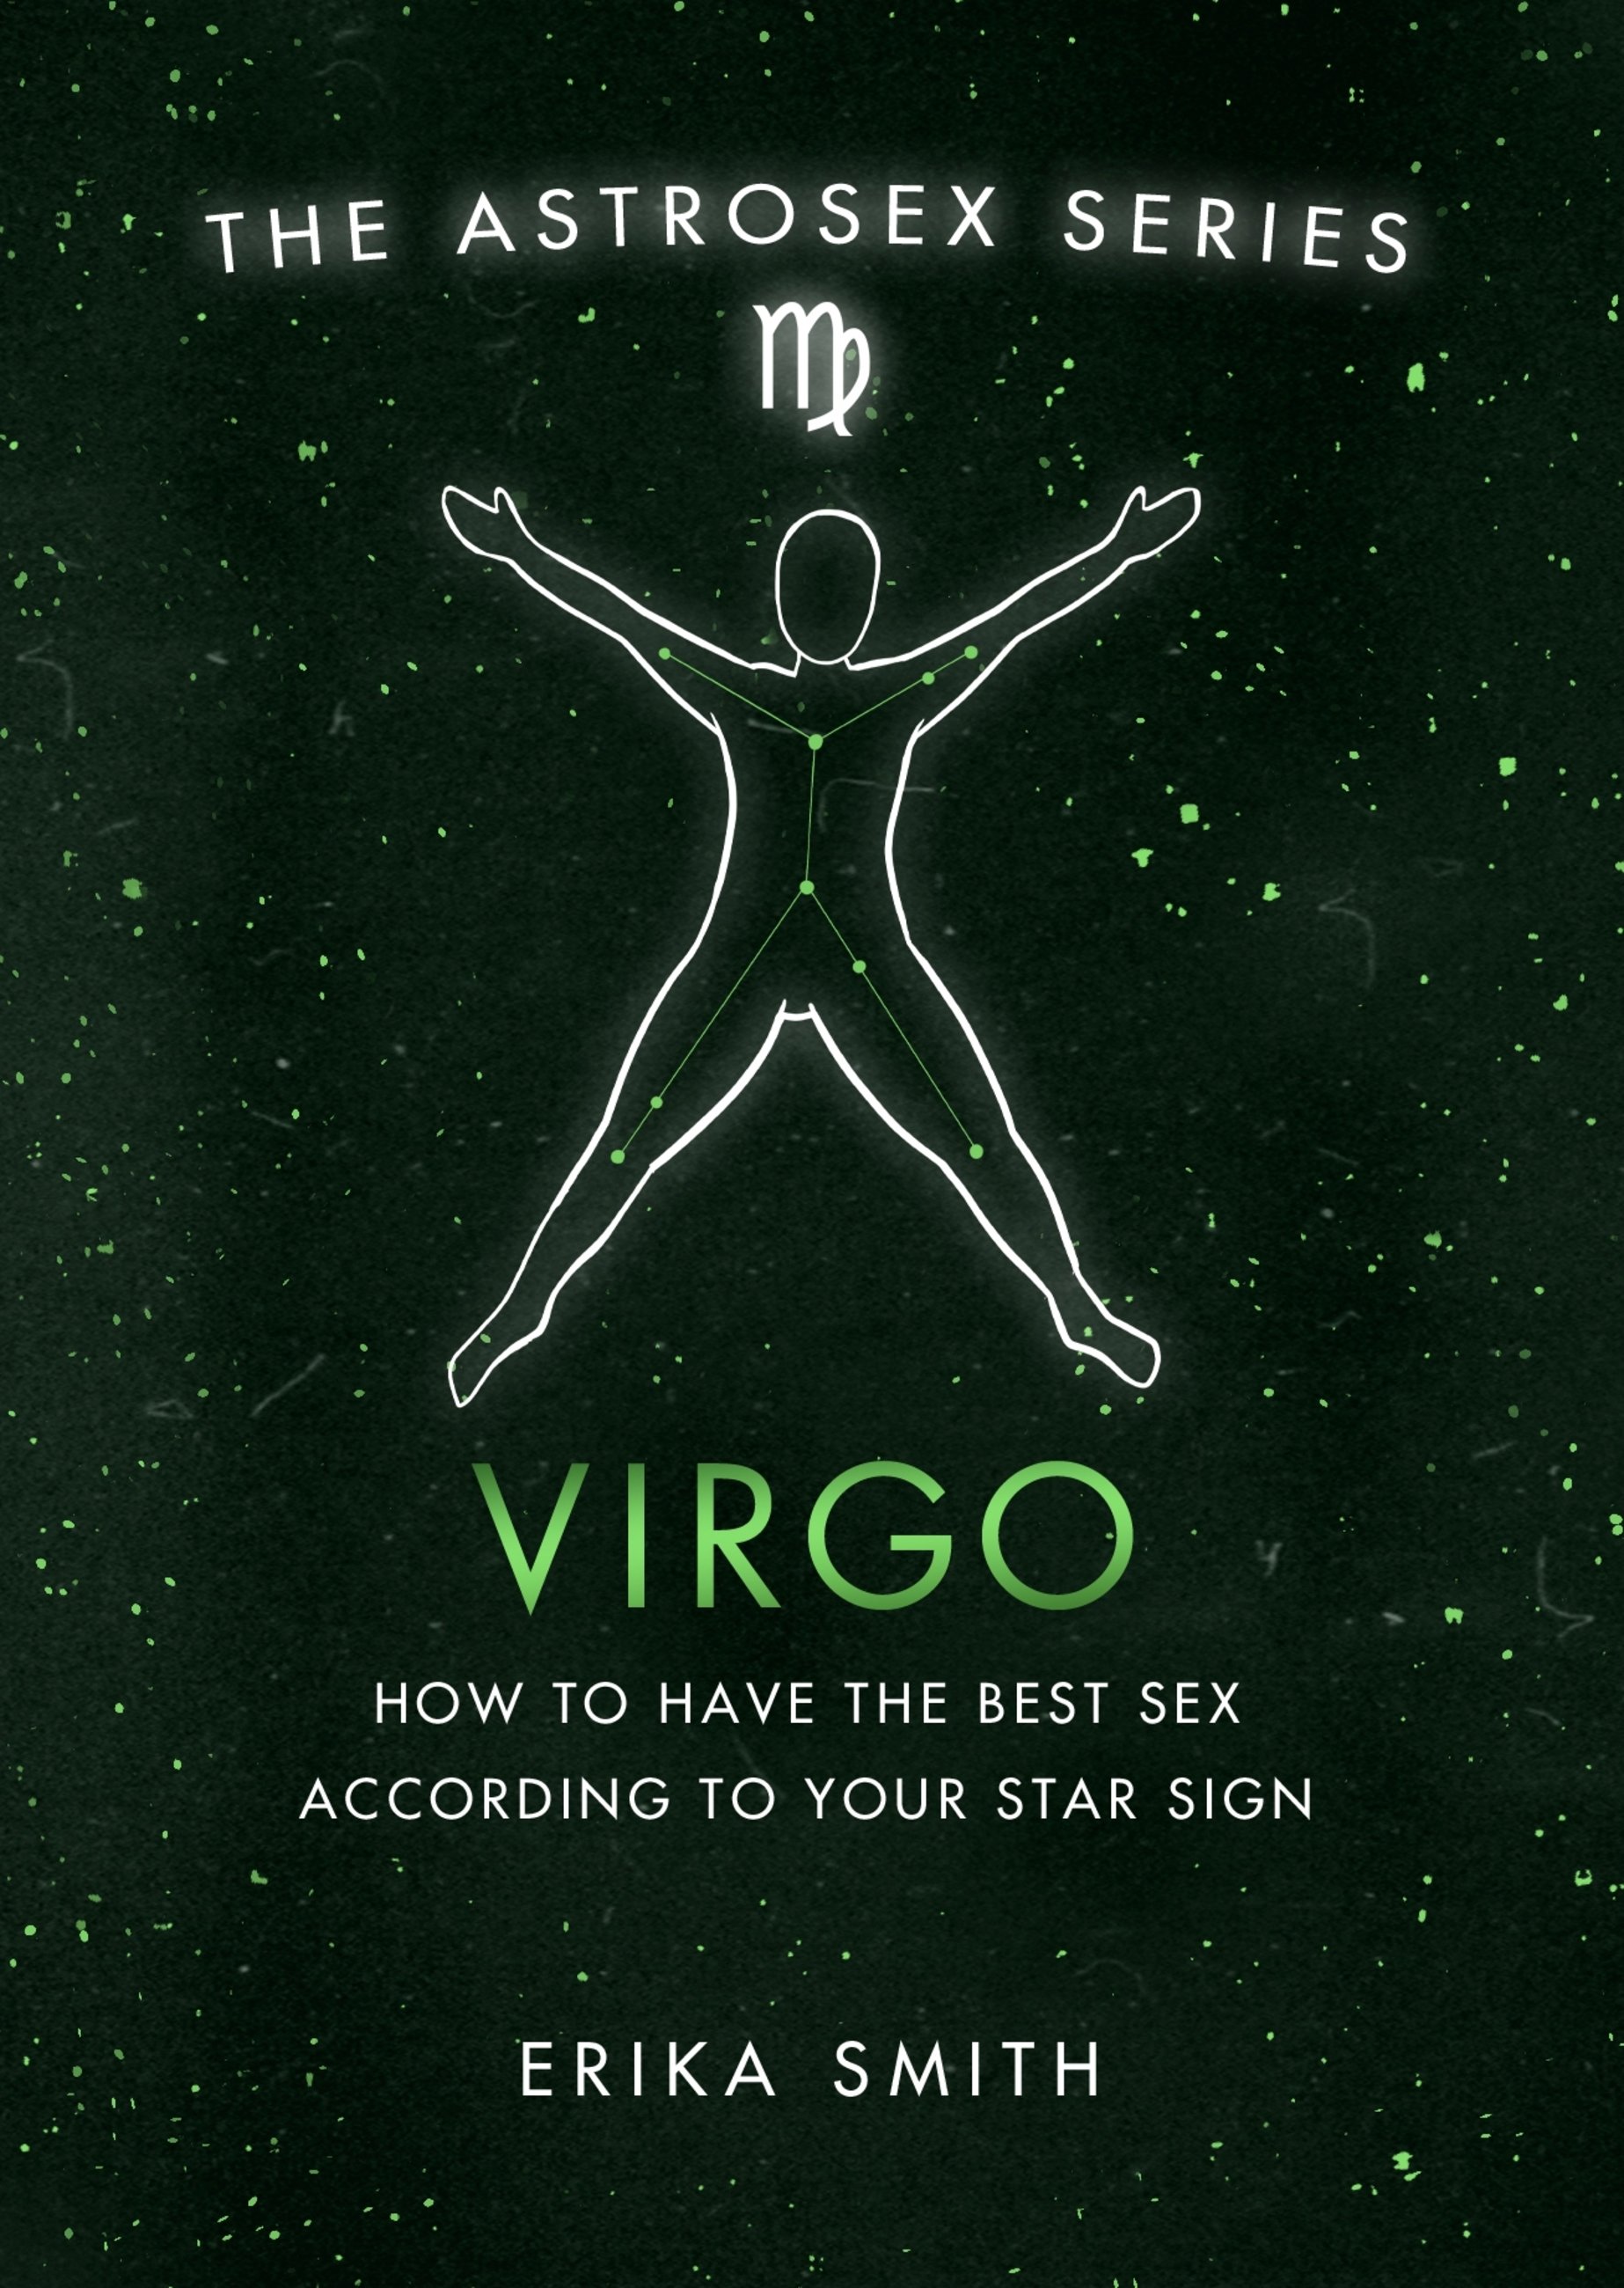 THE ASTROSEX SERIES
♍
VIRGO
HOW TO HAVE THE BEST SEX
ACCORDING TO YOUR STAR SIGN
ERIKA SMITH